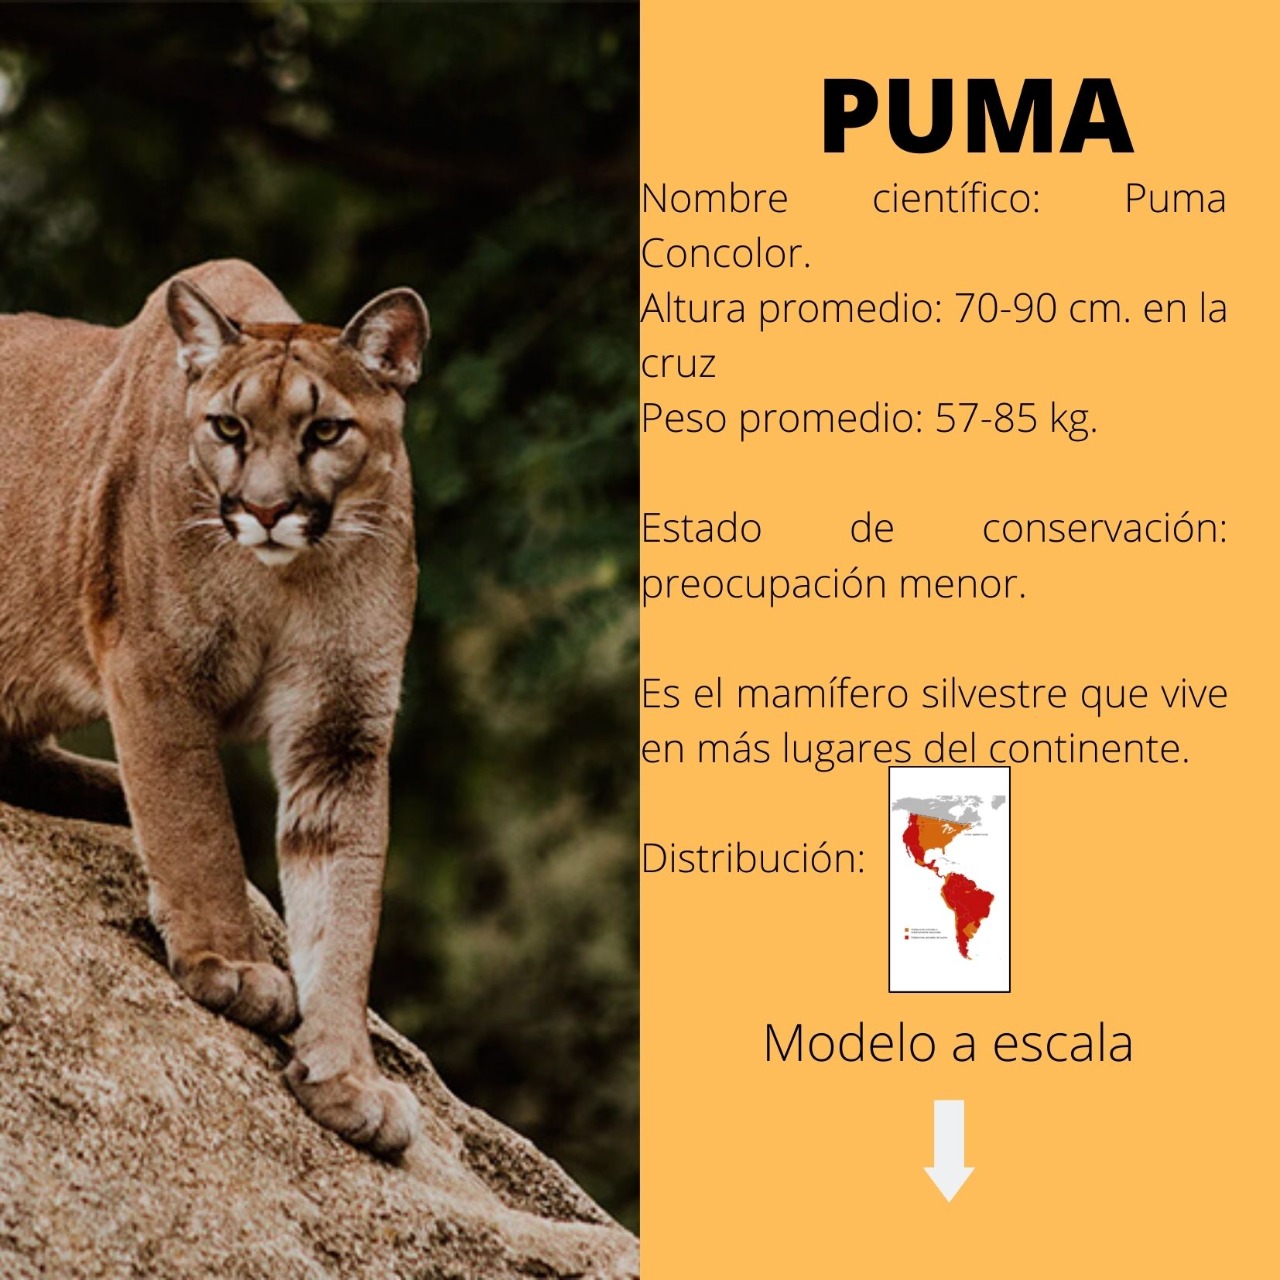 PUMA
Nombre científico: Puma
Concolor.
Altura promedio: 70-90 cm. en la
cruz
Peso promedio: 57-85 kg.
Estado de conservación:
preocupación menor.
Es el mamífero silvestre que vive
en más lugares del continente.
Distribución:
Modelo a escala